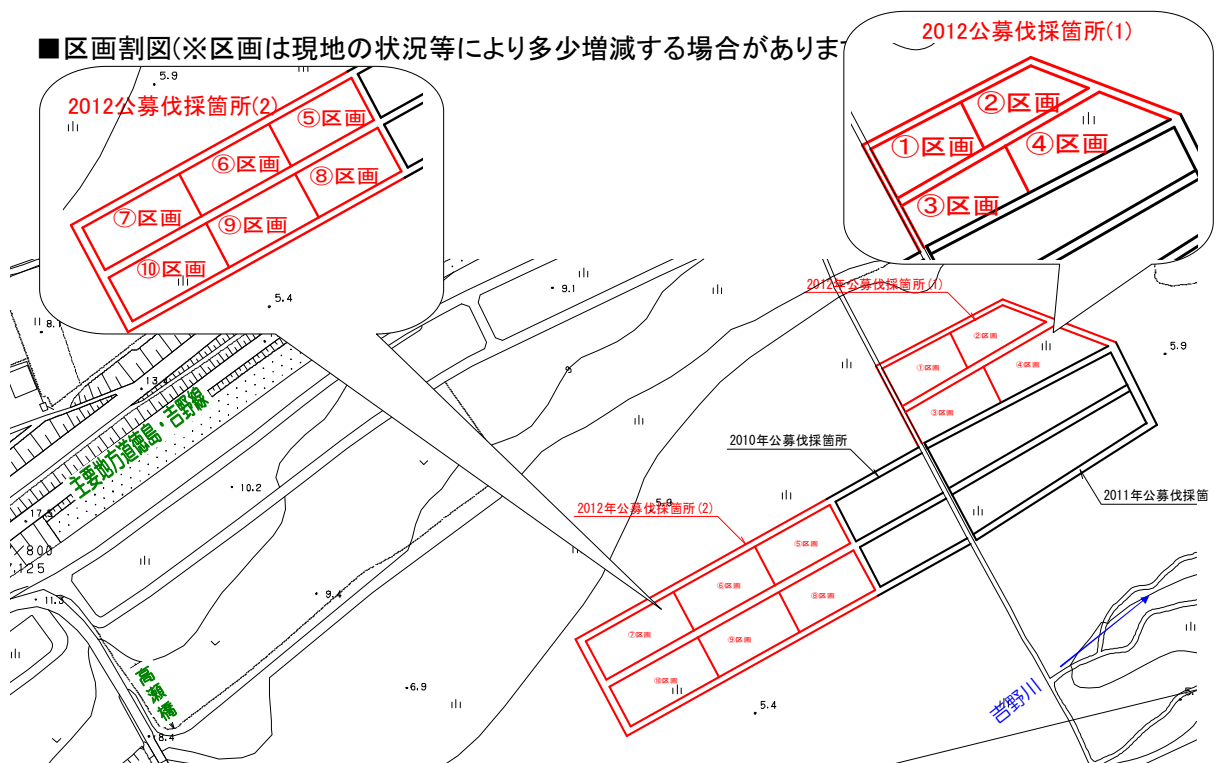 ■区画割図(※区画は現地の状況等により多少増減する場合がありま
2012公募伐採箇所(1)
②区画
①区画
④区画
③区画
5.9
2012公募伐採箇所(2)
⑤区画
⑥区画
⑧区画
⑦区画
⑨区画
⑩区画
5.4
9.1
8.1
13.4
主要地方道徳島・吉野線
10.2
17.5
800
.125
11.3
9.4
高瀬橋
8.4
6.9
2012年公募伐採箇所(1)
②区画
①区画
④区画
③区画
5.9
2010年公募伐採箇所
2011年公募伐採箇
5.9
2012年公募伐採箇所(2)
⑤区画
⑥区画
⑧区画
⑦区画
⑨区画
⑩区画
5.4
吉野川